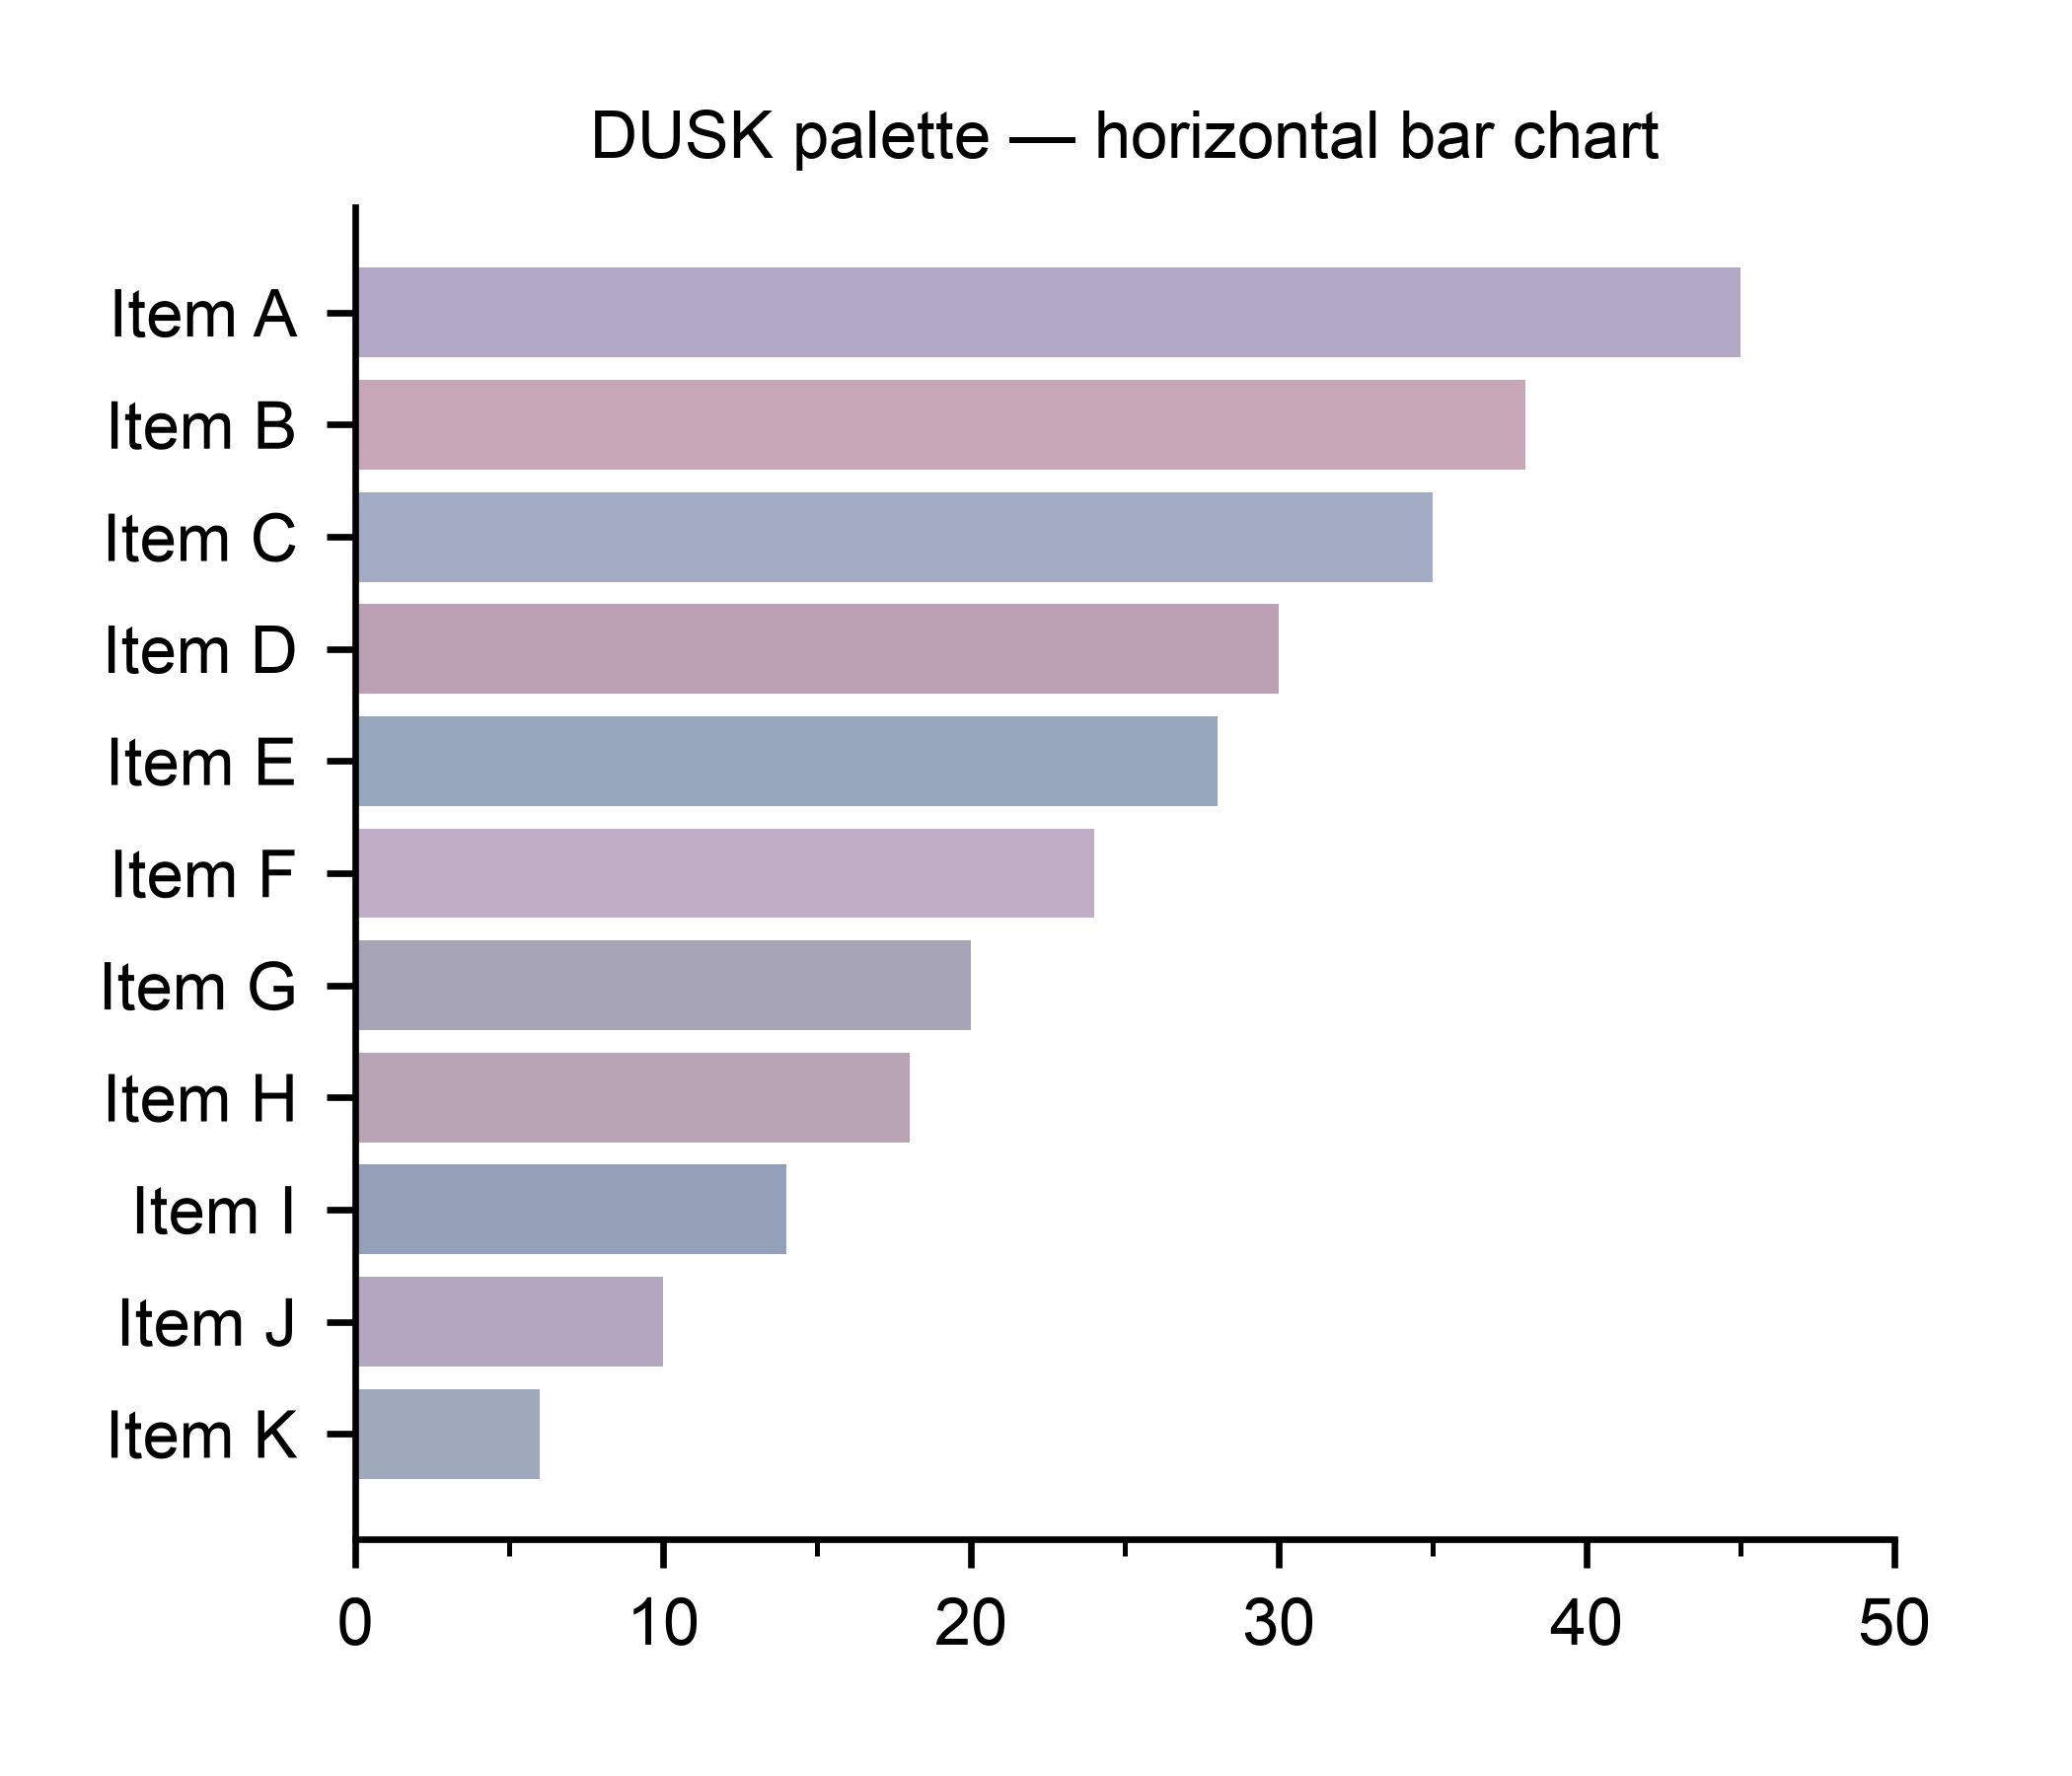 DUSK palette — horizontal bar chart
Item A
Item B
Item C
Item D
Item E
Item F
Item G
Item H
Item I
Item J
Item K
0 10 20 30 40 50